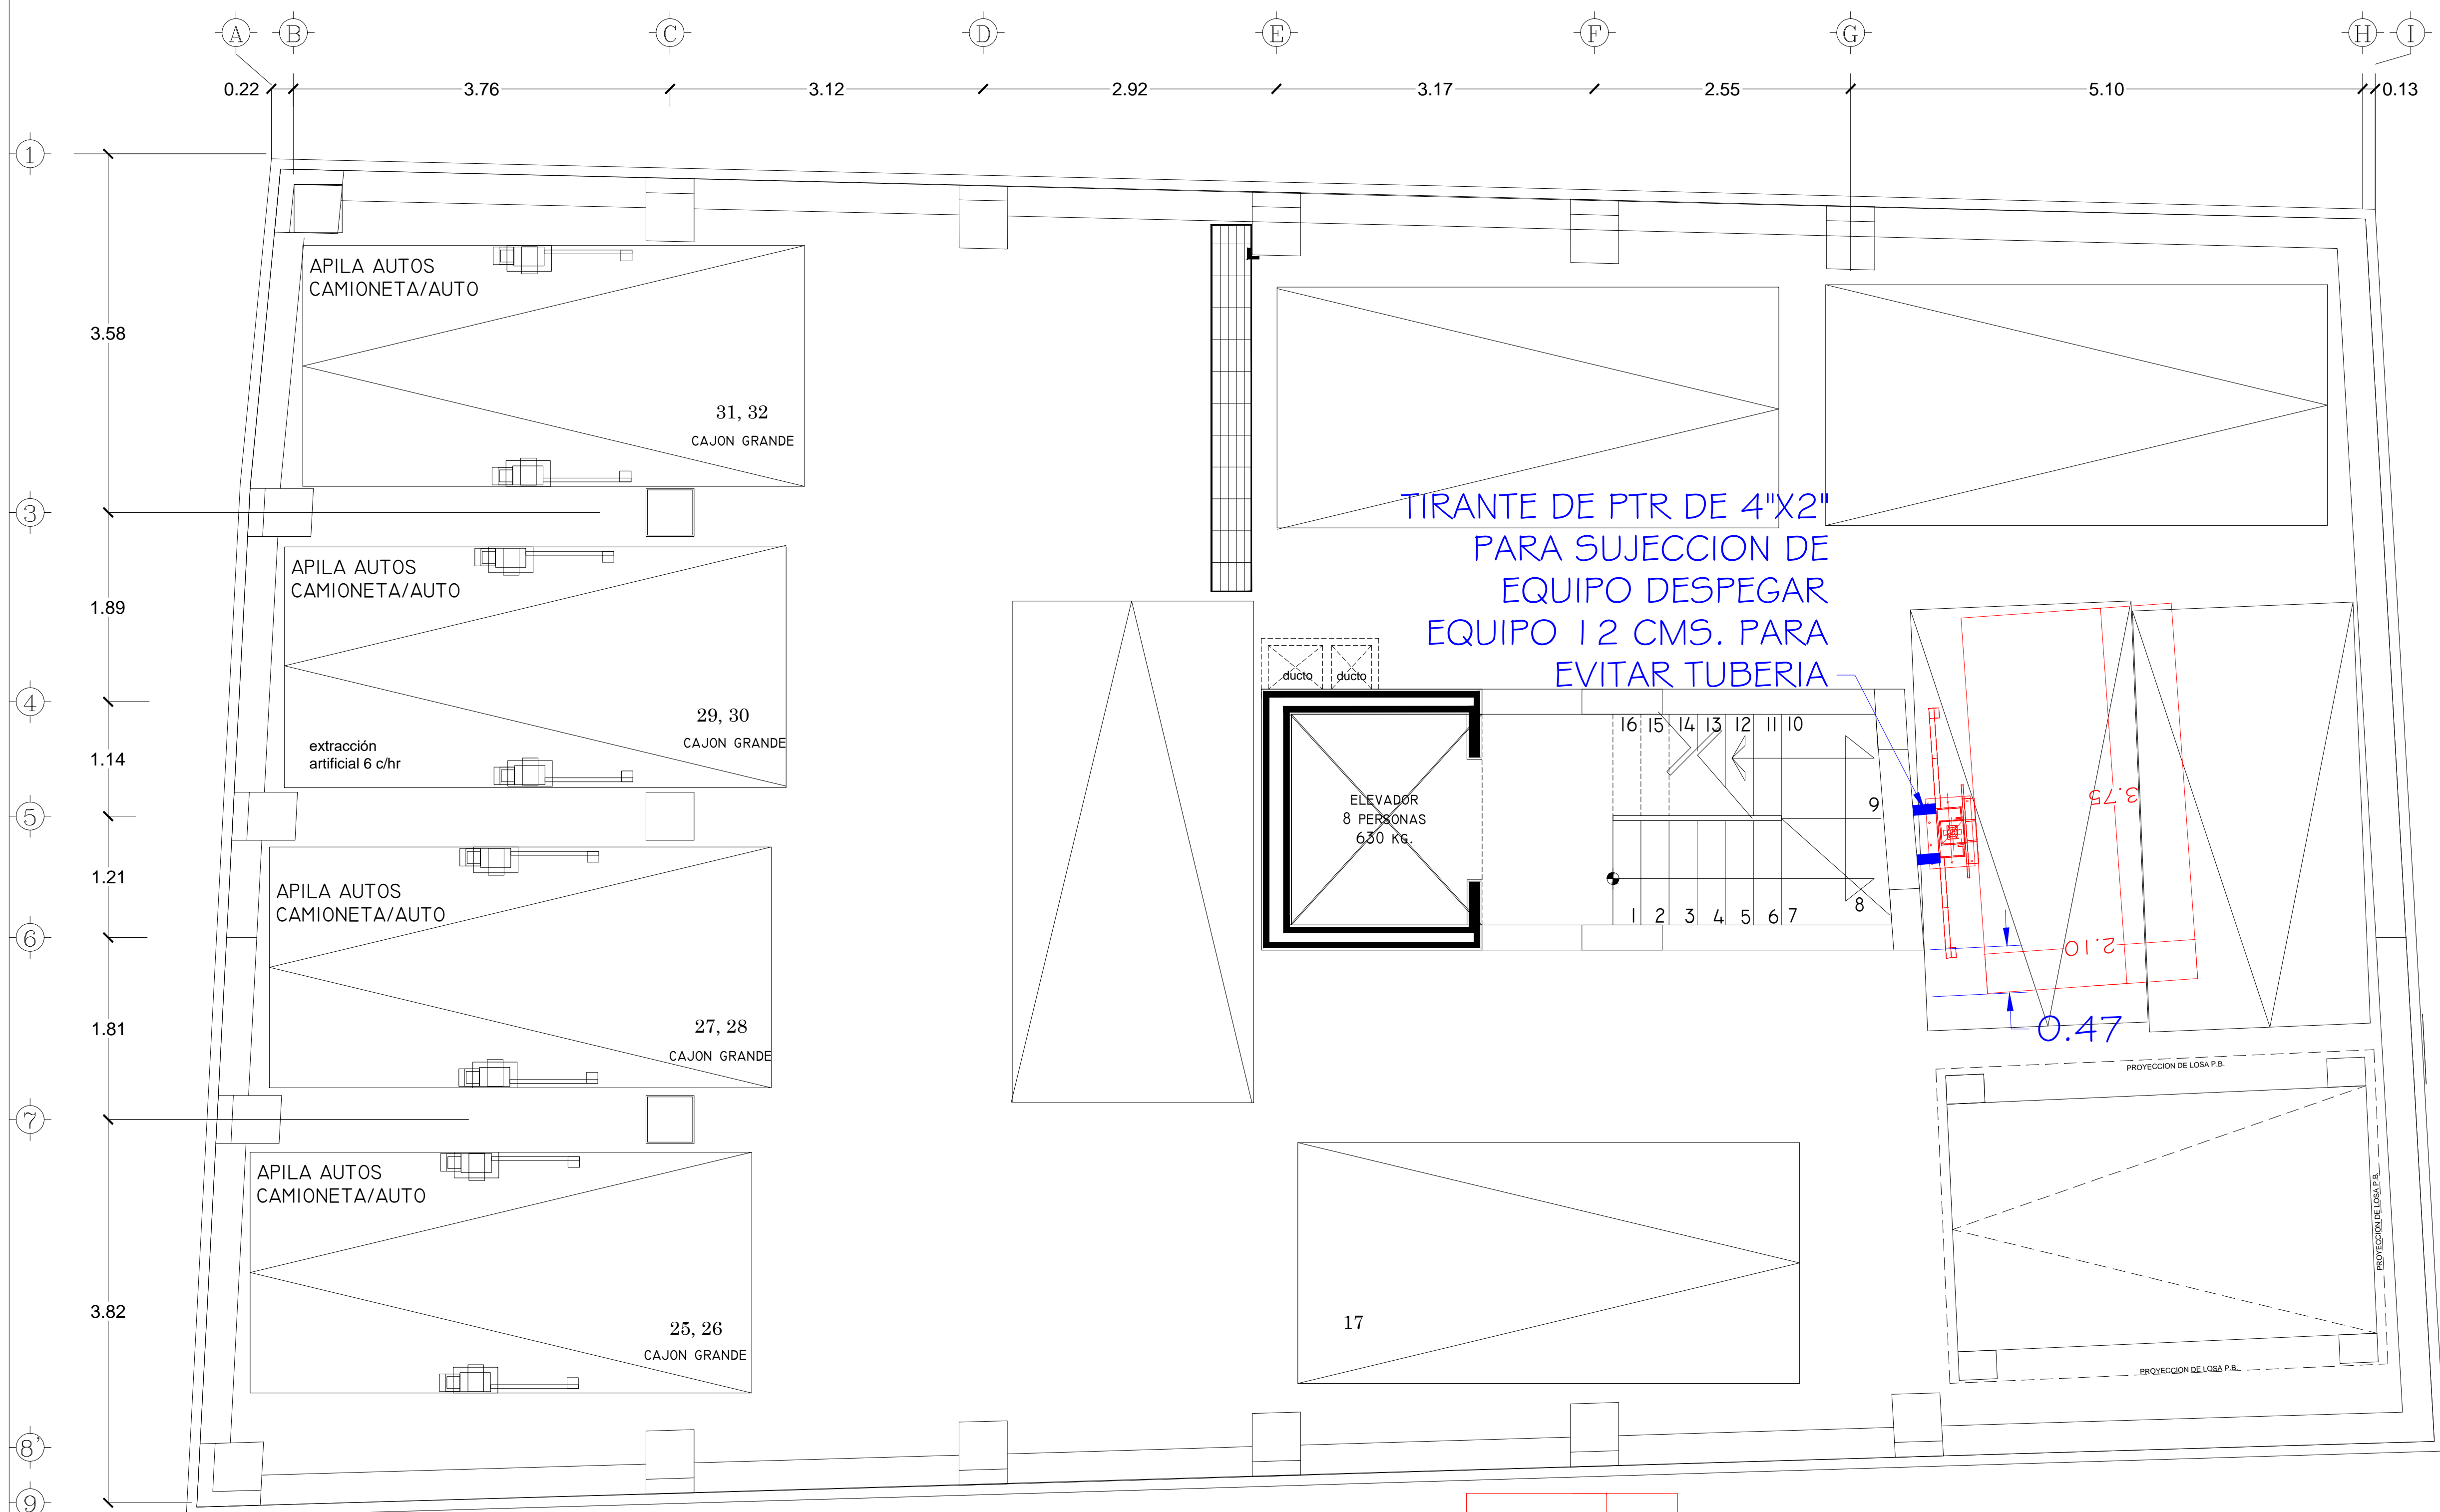 A
B
C
D
E
F
G
H
I
0.22
3.76
3.12
2.92
3.17
2.55
5.10
0.13
1
3.58
3
1.89
4
1.14
5
1.21
6
1.81
7
3.82
8'
9
APILA AUTOS
CAMIONETA/AUTO
31, 32
CAJON GRANDE
APILA AUTOS
CAMIONETA/AUTO
29, 30
CAJON GRANDE
extracción
artificial 6 c/hr
APILA AUTOS
CAMIONETA/AUTO
27, 28
CAJON GRANDE
APILA AUTOS
CAMIONETA/AUTO
25, 26
CAJON GRANDE
TIRANTE DE PTR DE 4"X2"
PARA SUJECCION DE
EQUIPO DESPEGAR
EQUIPO 12 CMS. PARA
EVITAR TUBERIA
ducto
ducto
ELEVADOR
8 PERSONAS
630 KG.
16
15
14
13
12
11
10
9
8
1
2
3
4
5
6
7
3.75
2.10
0.47
17
PROYECCION DE LOSA P.B.
PROYECCION DE LOSA P.B.
PROYECCION DE LOSA P.B.